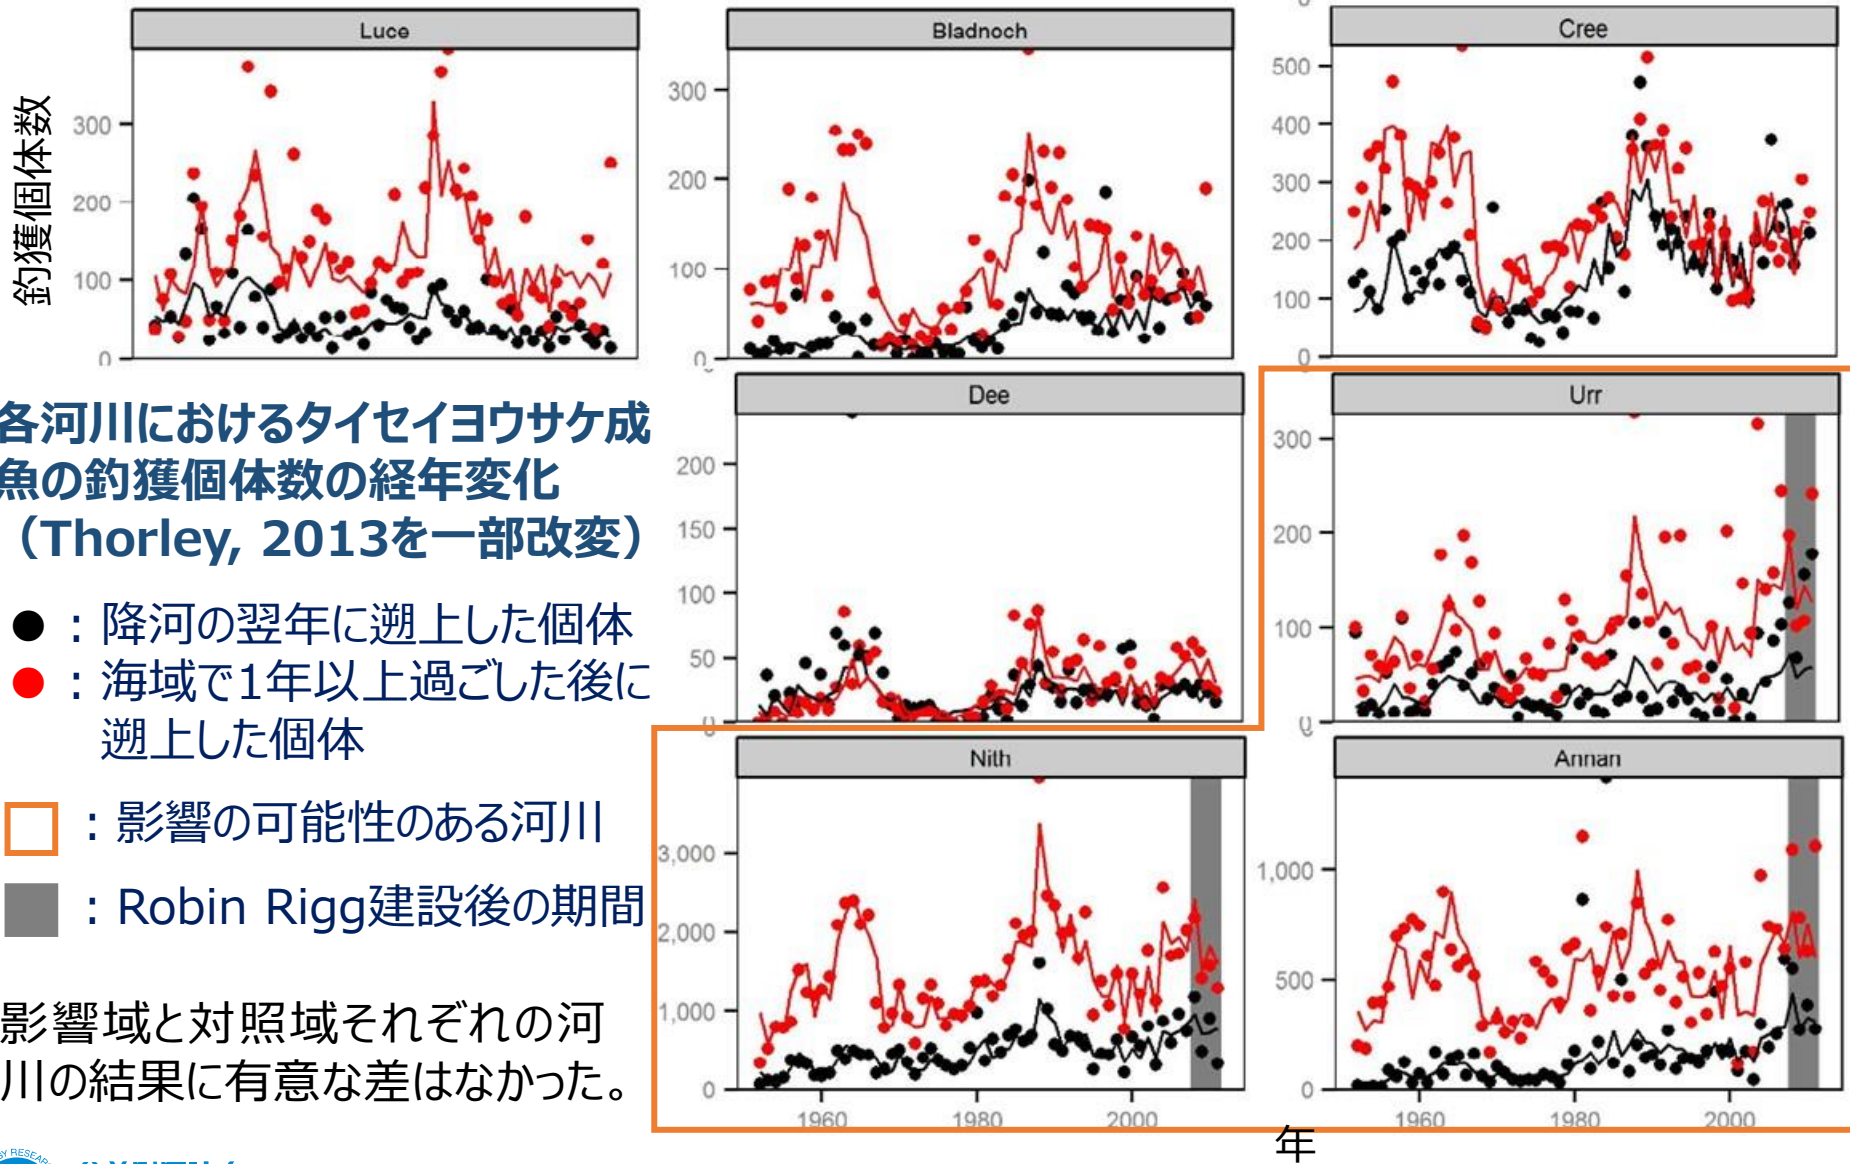 Luce
Bladnoch
Cree
釣獲個体数
300
200
100
0
300
200
100
0
500
400
300
200
100
0
各河川におけるタイセイヨウサケ成
魚の釣獲個体数の経年変化
（Thorley, 2013を一部改変）
●：降河の翌年に遡上した個体
●：海域で1年以上過ごした後に
遡上した個体
：影響の可能性のある河川
：Robin Rigg建設後の期間
影響域と対照域それぞれの河
川の結果に有意な差はなかった。
Dee
Urr
200
150
100
50
0
300
200
100
0
Nith
Annan
3,000
2,000
1,000
0
1,000
500
0
1960
1980
2000
1960
1980
2000
年